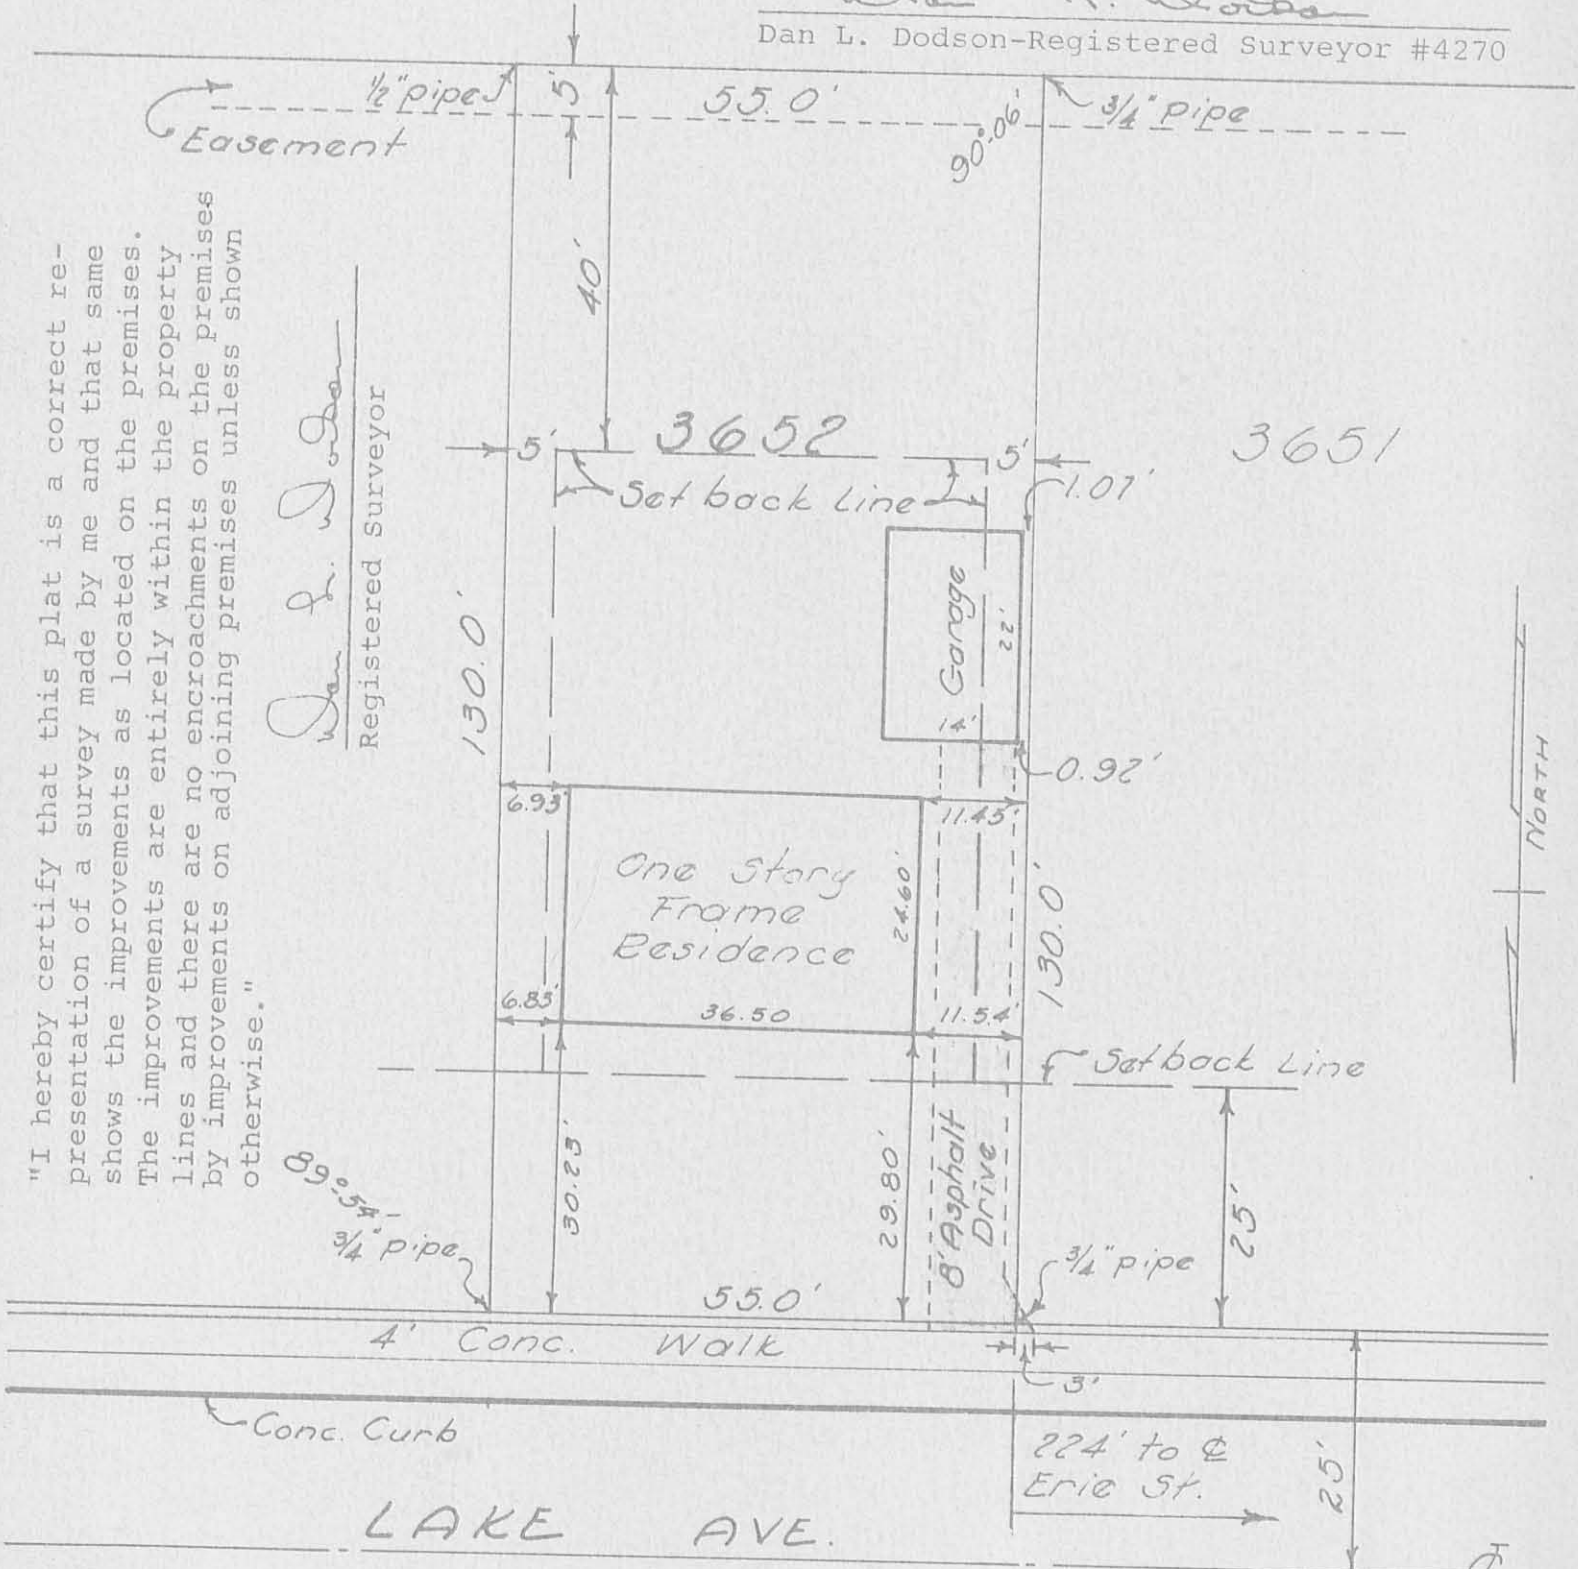 Dan L. Dodson-Registered Surveyor #4270
1/2" pipe
5'
55.0'
90°-06'
3/4" pipe
Easement
40'
"I hereby certify that this plat is a correct re-
presentation of a survey made by me and that same
shows the improvements as located on the premises.
The improvements are entirely within the property
lines and there are no encroachments on the premises
by improvements on adjoining premises unless shown
otherwise."
Dan L. Dodson
Registered Surveyor
5'
3652
5'
3651
Set back Line
1.07'
Garage
22'
14'
130.0'
0.92'
6.93'
11.45'
One Story
Frame
Residence
24.60'
130.0'
NORTH
6.83'
36.50
11.54'
Setback Line
30.23'
29.80'
8' Asphalt
Drive
25'
89°-54'
3/4" pipe
3/4" pipe
55.0'
4' Conc. Walk
3'
Conc. Curb
224' to ℄
Erie St.
25'
LAKE AVE.
℄